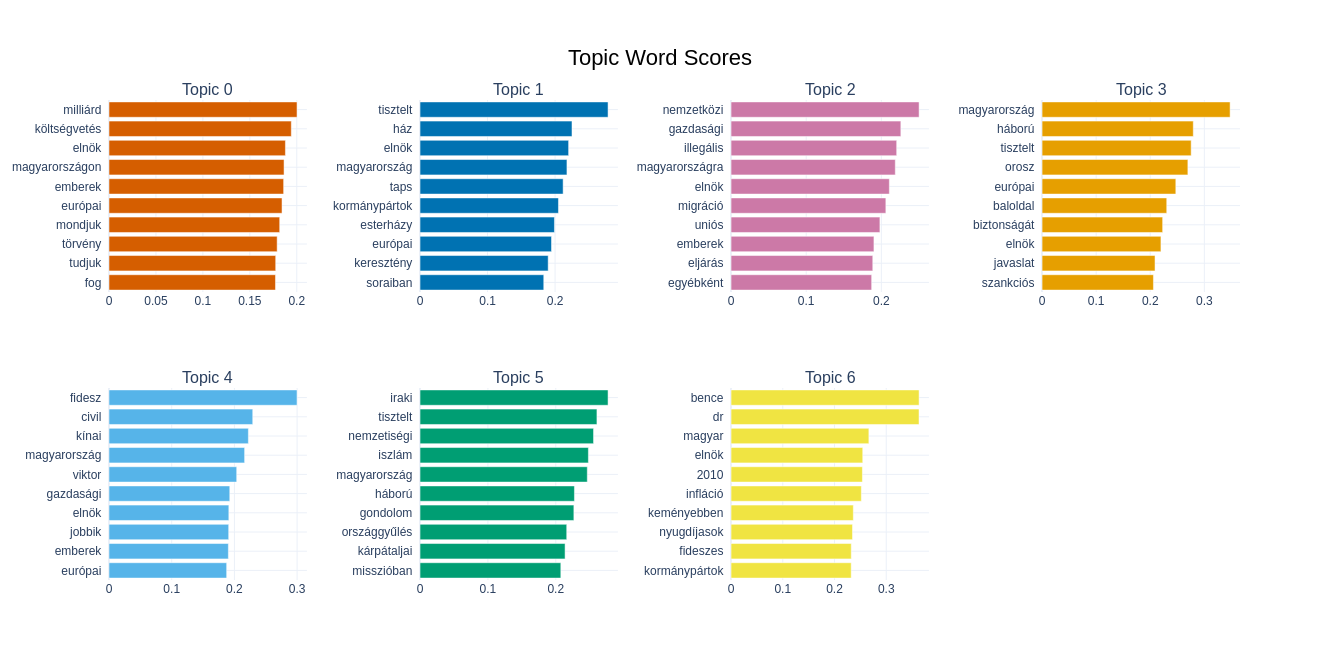 Topic Word Scores
Topic 0
milliárd
költségvetés
elnök
magyarországon
emberek
európai
mondjuk
törvény
tudjuk
fog
0 0.05 0.1 0.15 0.2
Topic 1
tisztelt
ház
elnök
magyarország
taps
kormánypártok
esterházy
európai
keresztény
soraiban
0 0.1 0.2
Topic 2
nemzetközi
gazdasági
illegális
magyarországra
elnök
migráció
uniós
emberek
eljárás
egyébként
0 0.1 0.2
Topic 3
magyarország
háború
tisztelt
orosz
európai
baloldal
biztonságát
elnök
javaslat
szankciós
0 0.1 0.2 0.3
Topic 4
fidesz
civil
kínai
magyarország
viktor
gazdasági
elnök
jobbik
emberek
európai
0 0.1 0.2 0.3
Topic 5
iraki
tisztelt
nemzetiségi
iszlám
magyarország
háború
gondolom
országgyűlés
kárpátaljai
misszióban
0 0.1 0.2
Topic 6
bence
dr
magyar
elnök
2010
infláció
keményebben
nyugdíjasok
fideszes
kormánypártok
0 0.1 0.2 0.3